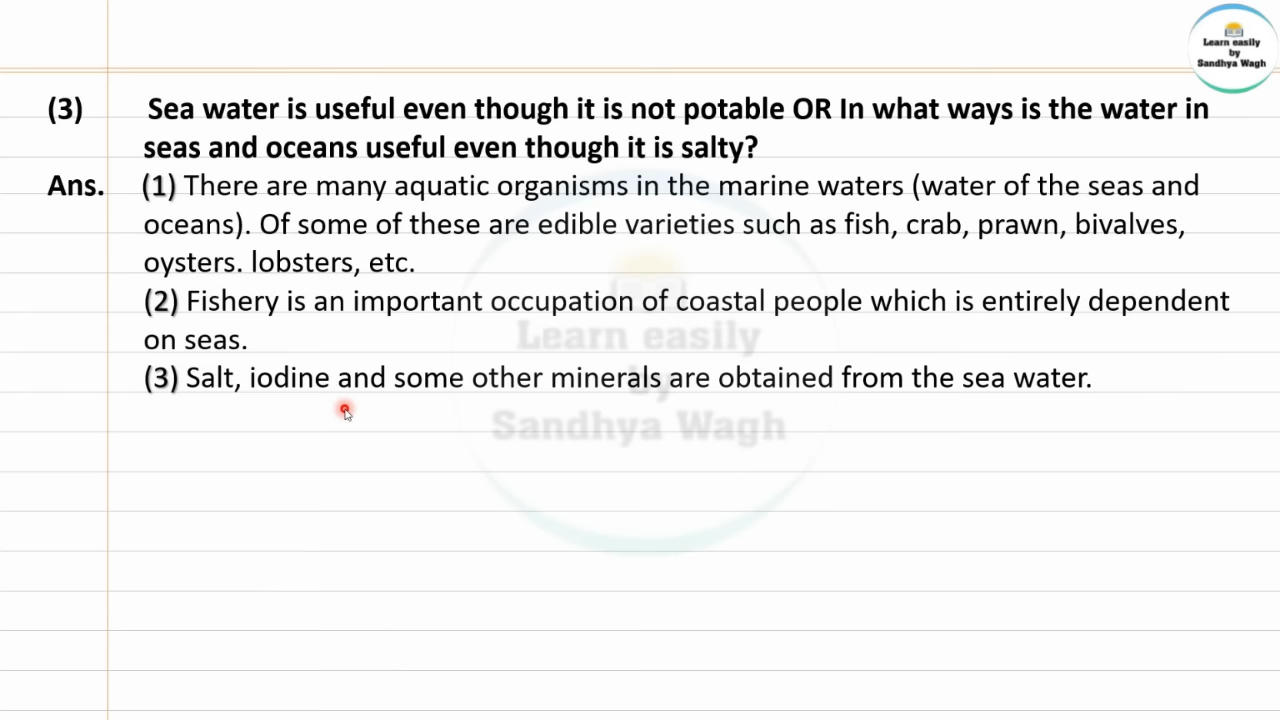 Learn easily
by
Sandhya Wagh
(3) Sea water is useful even though it is not potable OR In what ways is the water in
seas and oceans useful even though it is salty?
Ans. (1) There are many aquatic organisms in the marine waters (water of the seas and
oceans). Of some of these are edible varieties such as fish, crab, prawn, bivalves,
oysters. lobsters, etc.
(2) Fishery is an important occupation of coastal people which is entirely dependent
on seas.
(3) Salt, iodine and some other minerals are obtained from the sea water.
Learn easily
by
Sandhya Wagh